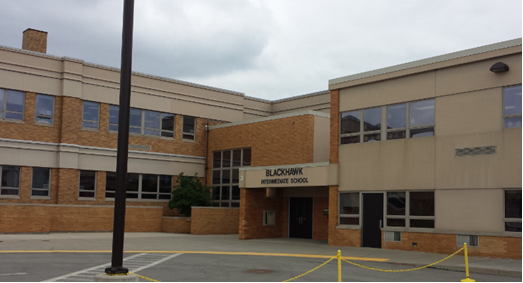 BLACKHAWK
INTERMEDIATE SCHOOL